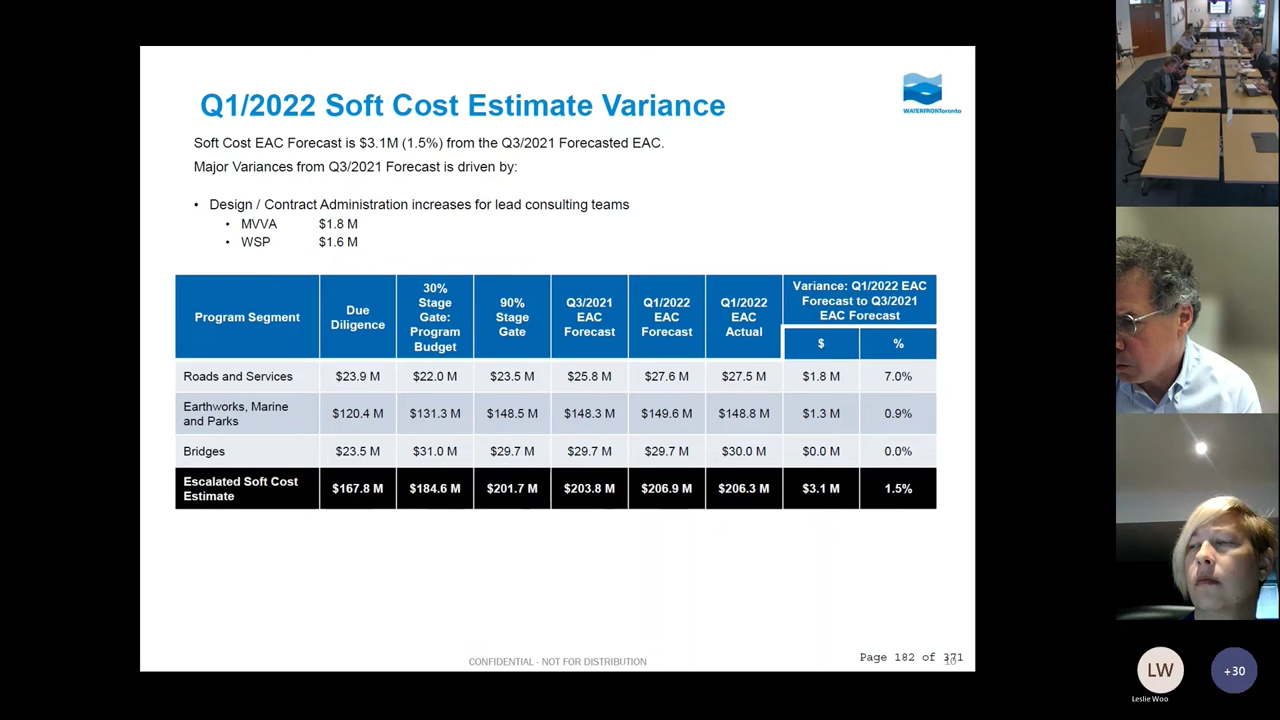 Q1/2022 Soft Cost Estimate Variance
WATERFRONToronto
Soft Cost EAC Forecast is $3.1M (1.5%) from the Q3/2021 Forecasted EAC.
Major Variances from Q3/2021 Forecast is driven by:
• Design / Contract Administration increases for lead consulting teams
• MVVA $1.8 M
• WSP $1.6 M
Program Segment
Due
Diligence
30%
Stage
Gate:
Program
Budget
90%
Stage
Gate
Q3/2021
EAC
Forecast
Q1/2022
EAC
Forecast
Q1/2022
EAC
Actual
Variance: Q1/2022 EAC
Forecast to Q3/2021
EAC Forecast
$ %
Roads and Services $23.9 M $22.0 M $23.5 M $25.8 M $27.6 M $27.5 M $1.8 M 7.0%
Earthworks, Marine
and Parks
$120.4 M $131.3 M $148.5 M $148.3 M $149.6 M $148.8 M $1.3 M 0.9%
Bridges $23.5 M $31.0 M $29.7 M $29.7 M $29.7 M $30.0 M $0.0 M 0.0%
Escalated Soft Cost
Estimate
$167.8 M $184.6 M $201.7 M $203.8 M $206.9 M $206.3 M $3.1 M 1.5%
CONFIDENTIAL - NOT FOR DISTRIBUTION
Page 182 of 371
LW
Leslie Woo
+30